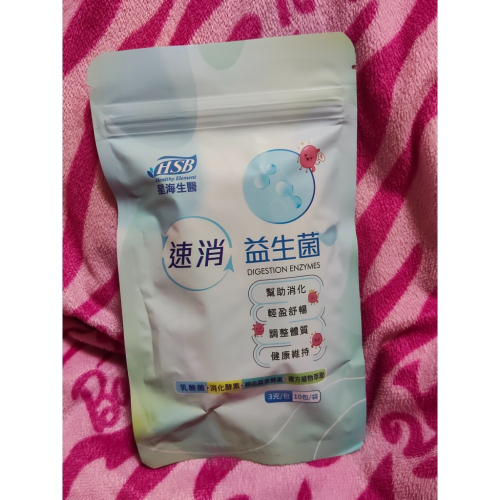 HSB
Healthy Element
星海生醫
速消 益生菌
DIGESTION ENZYMES
幫助消化
輕盈舒暢
調整體質
健康維持
乳酸菌・消化酵素・
3克/包 10包/袋